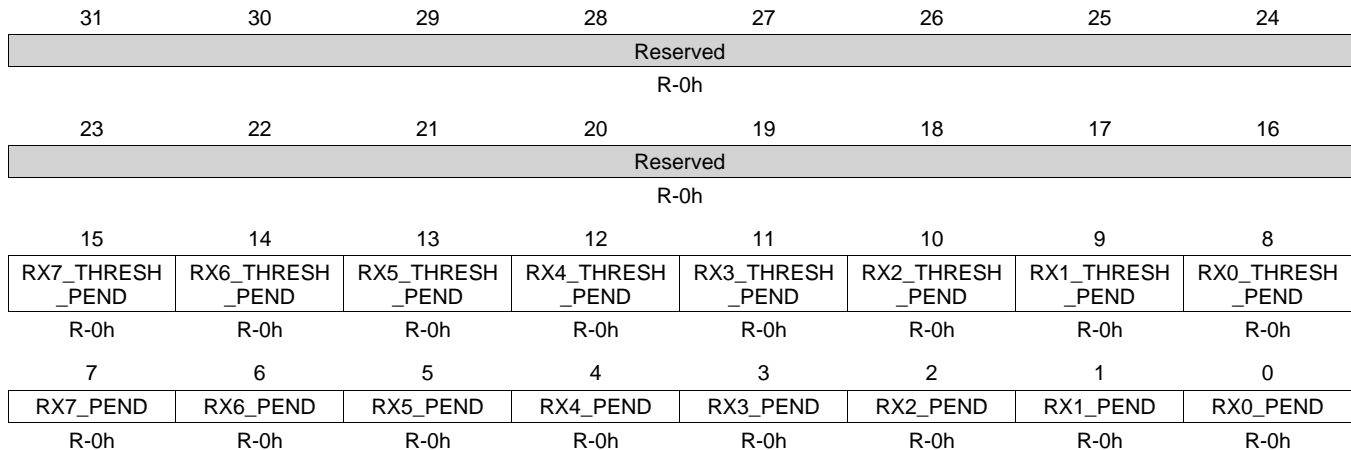 31 30 29 28 27 26 25 24
Reserved
R-0h
23 22 21 20 19 18 17 16
Reserved
R-0h
15 14 13 12 11 10 9 8
RX7_THRESH RX6_THRESH RX5_THRESH RX4_THRESH RX3_THRESH RX2_THRESH RX1_THRESH RX0_THRESH
_PEND _PEND _PEND _PEND _PEND _PEND _PEND _PEND
R-0h R-0h R-0h R-0h R-0h R-0h R-0h R-0h
7 6 5 4 3 2 1 0
RX7_PEND RX6_PEND RX5_PEND RX4_PEND RX3_PEND RX2_PEND RX1_PEND RX0_PEND
R-0h R-0h R-0h R-0h R-0h R-0h R-0h R-0h